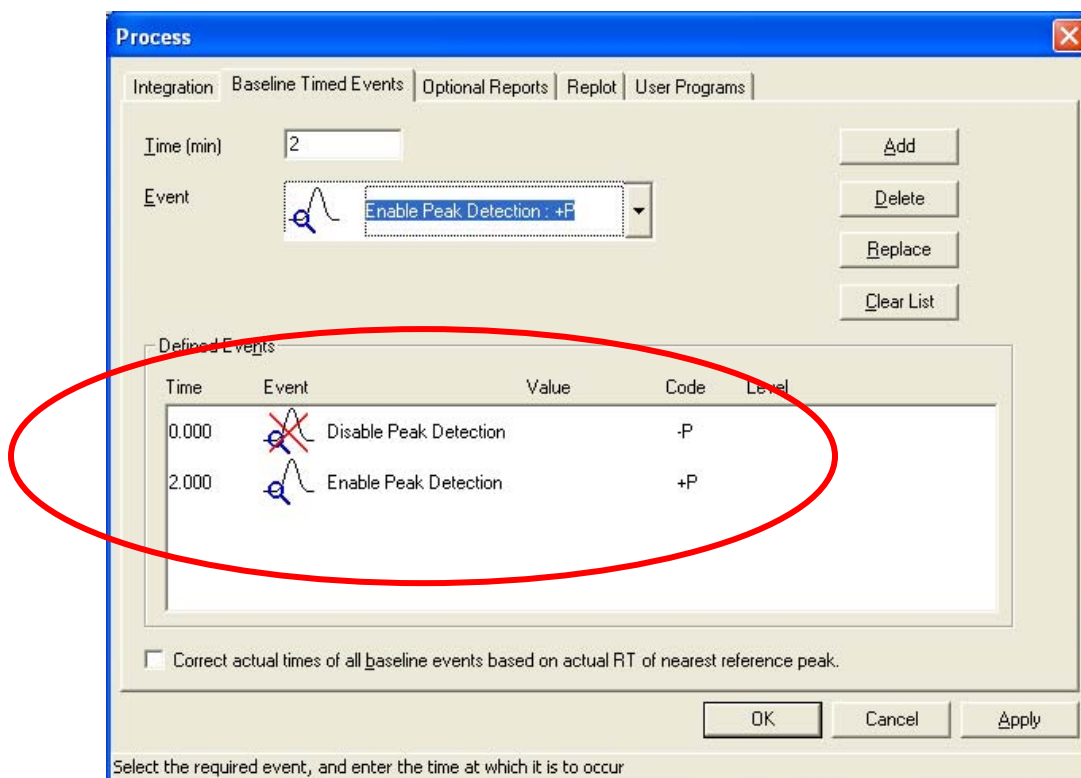 Process
Integration Baseline Timed Events Optional Reports Replot User Programs
Time (min) 2 Add
Event Enable Peak Detection : +P Delete
Replace
Clear List
Defined Events
Time Event Value Code Level
0.000 Disable Peak Detection -P
2.000 Enable Peak Detection +P
Correct actual times of all baseline events based on actual RT of nearest reference peak.
OK Cancel Apply
Select the required event, and enter the time at which it is to occur